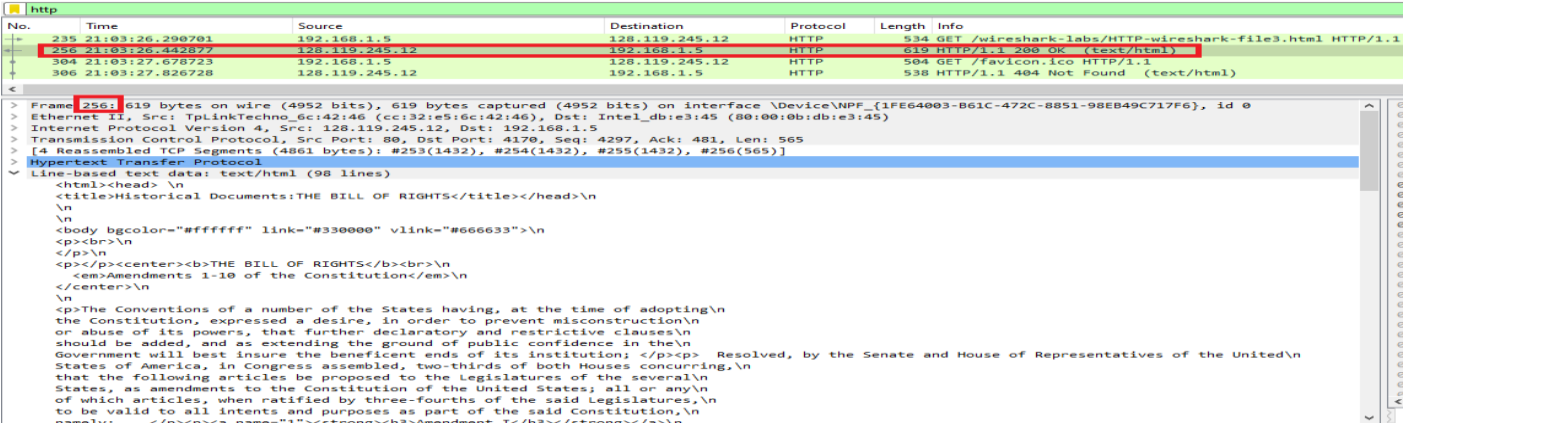 http
No. Time Source Destination Protocol Length Info
235 21:03:26.290701 192.168.1.5 128.119.245.12 HTTP 534 GET /wireshark-labs/HTTP-wireshark-file3.html HTTP/1.1
256 21:03:26.442877 128.119.245.12 192.168.1.5 HTTP 619 HTTP/1.1 200 OK (text/html)
304 21:03:27.678723 192.168.1.5 128.119.245.12 HTTP 504 GET /favicon.ico HTTP/1.1
306 21:03:27.826728 128.119.245.12 192.168.1.5 HTTP 538 HTTP/1.1 404 Not Found (text/html)
> Frame 256: 619 bytes on wire (4952 bits), 619 bytes captured (4952 bits) on interface \Device\NPF_{1FE64003-B61C-472C-8851-98EB49C717F6}, id 0
> Ethernet II, Src: TpLinkTechno_6c:42:46 (cc:32:e5:6c:42:46), Dst: Intel_db:e3:45 (80:00:0b:db:e3:45)
> Internet Protocol Version 4, Src: 128.119.245.12, Dst: 192.168.1.5
> Transmission Control Protocol, Src Port: 80, Dst Port: 4170, Seq: 4297, Ack: 481, Len: 565
> [4 Reassembled TCP Segments (4861 bytes): #253(1432), #254(1432), #255(1432), #256(565)]
> Hypertext Transfer Protocol
Line-based text data: text/html (98 lines)
<html><head> \n
<title>Historical Documents:THE BILL OF RIGHTS</title></head>\n
\n
\n
<body bgcolor="#ffffff" link="#330000" vlink="#666633">\n
<p><br>\n
</p>\n
<p></p><center><b>THE BILL OF RIGHTS</b><br>\n
<em>Amendments 1-10 of the Constitution</em>\n
</center>\n
\n
<p>The Conventions of a number of the States having, at the time of adopting\n
the Constitution, expressed a desire, in order to prevent misconstruction\n
or abuse of its powers, that further declaratory and restrictive clauses\n
should be added, and as extending the ground of public confidence in the\n
Government will best insure the beneficent ends of its institution; </p><p> Resolved, by the Senate and House of Representatives of the United\n
States of America, in Congress assembled, two-thirds of both Houses concurring,\n
that the following articles be proposed to the Legislatures of the several\n
States, as amendments to the Constitution of the United States; all or any\n
of which articles, when ratified by three-fourths of the said Legislatures,\n
to be valid to all intents and purposes as part of the said Constitution,\n
namely: </p><p><a name="1"><strong><h3>Amendment I</h3></strong></a>\n